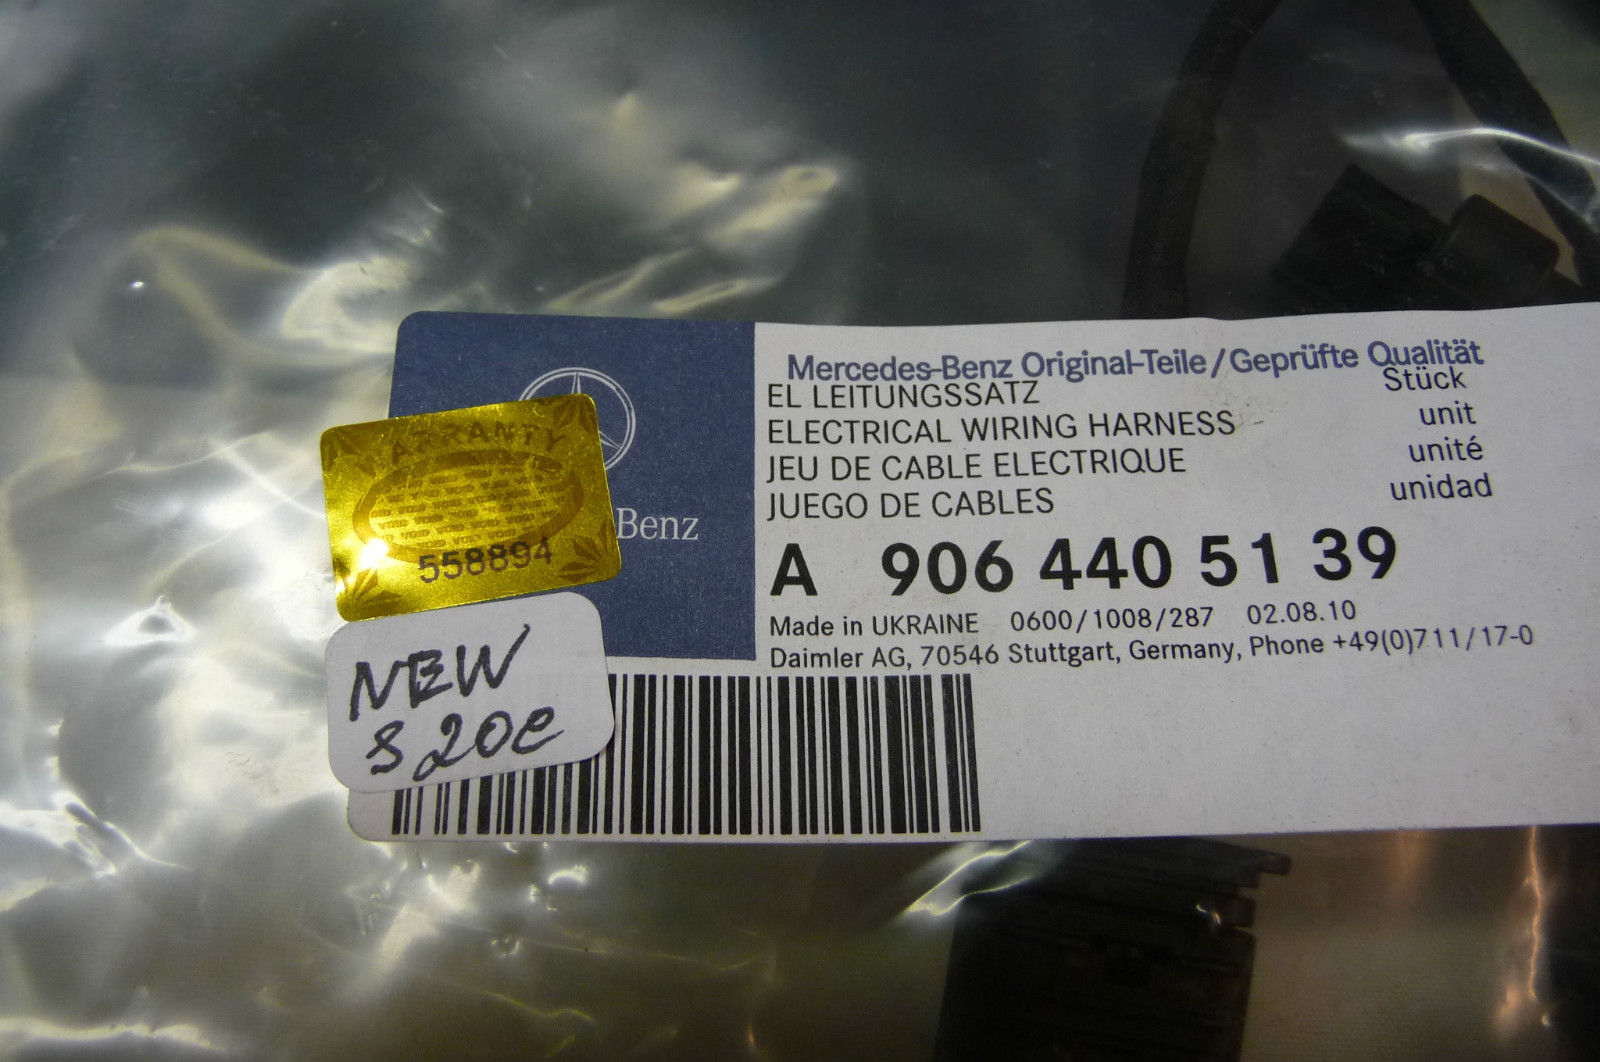 Mercedes-Benz Original-Teile/Geprüfte Qualität
EL LEITUNGSSATZ Stück
ELECTRICAL WIRING HARNESS unit
JEU DE CABLE ELECTRIQUE unité
JUEGO DE CABLES unidad
A 906 440 51 39
Made in UKRAINE 0600/1008/287 02.08.10
Daimler AG, 70546 Stuttgart, Germany, Phone +49(0)711/17-0
Benz
WARRANTY
558894
NEW
S20e